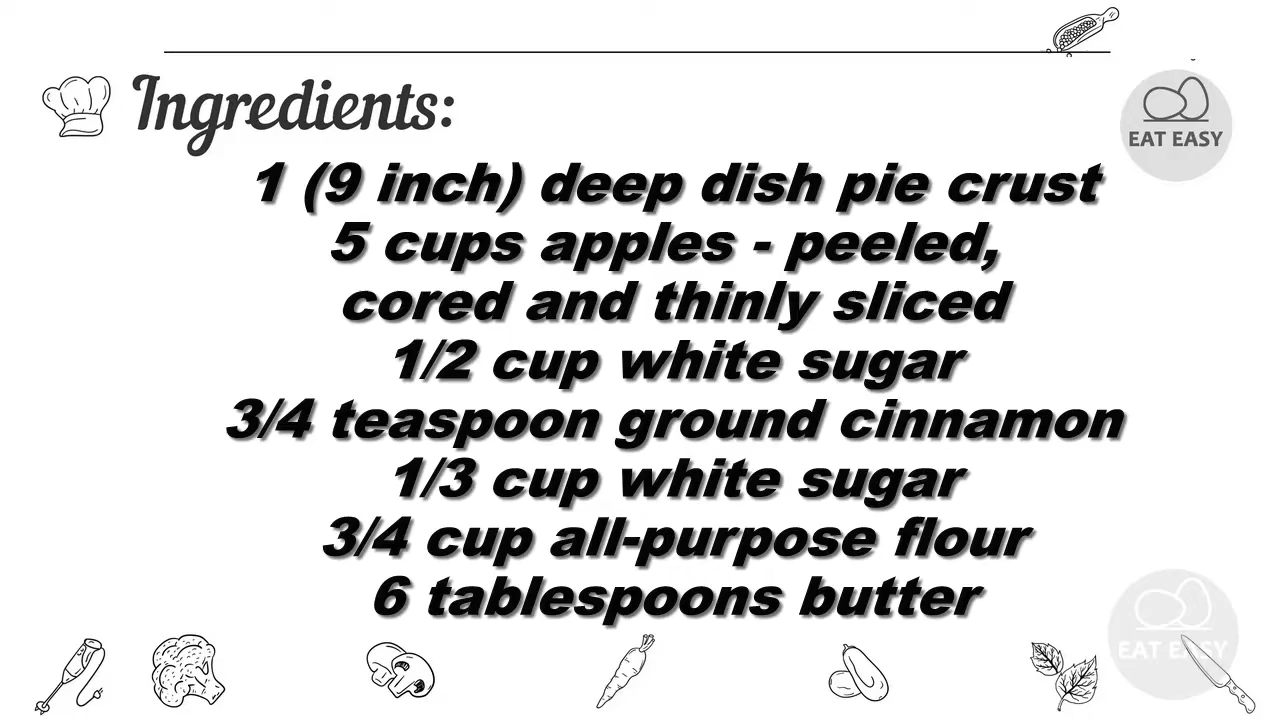 Ingredients:
EAT EASY
1 (9 inch) deep dish pie crust
5 cups apples - peeled,
cored and thinly sliced
1/2 cup white sugar
3/4 teaspoon ground cinnamon
1/3 cup white sugar
3/4 cup all-purpose flour
6 tablespoons butter
EAT EASY